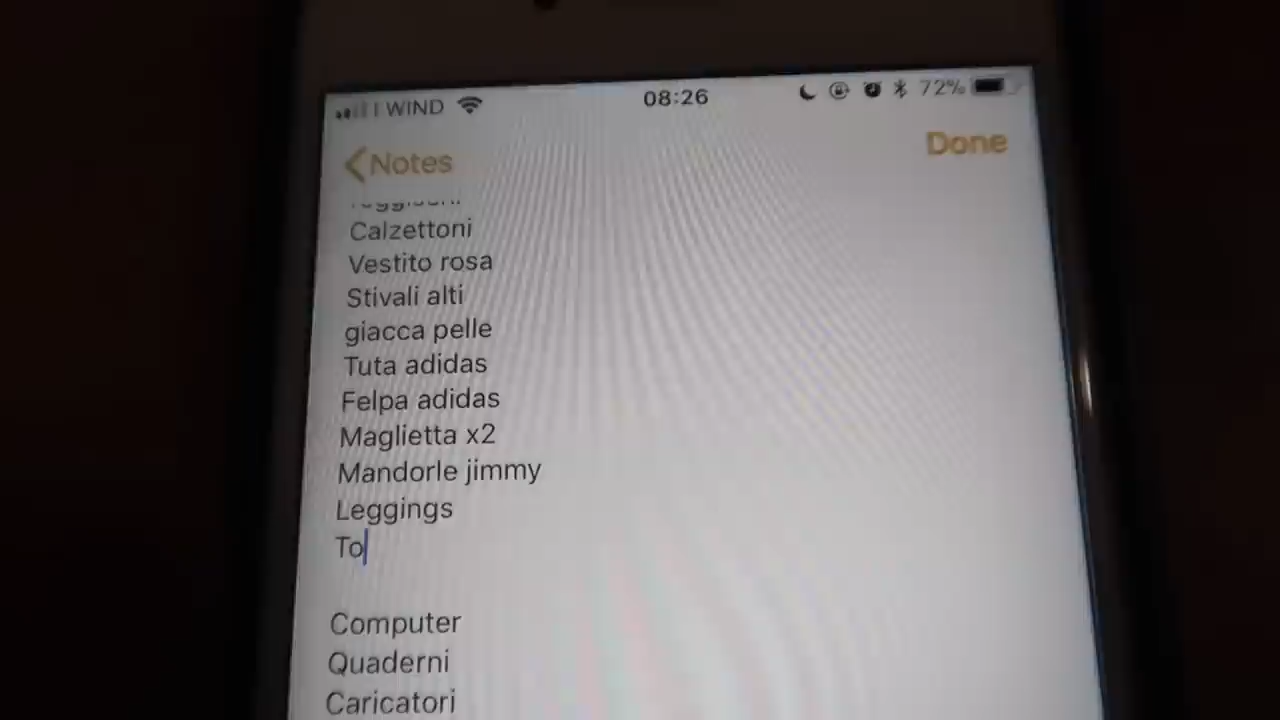 I WIND 08:26 72%
Notes Done
Calzettoni
Vestito rosa
Stivali alti
giacca pelle
Tuta adidas
Felpa adidas
Maglietta x2
Mandorle jimmy
Leggings
To
Computer
Quaderni
Caricatori